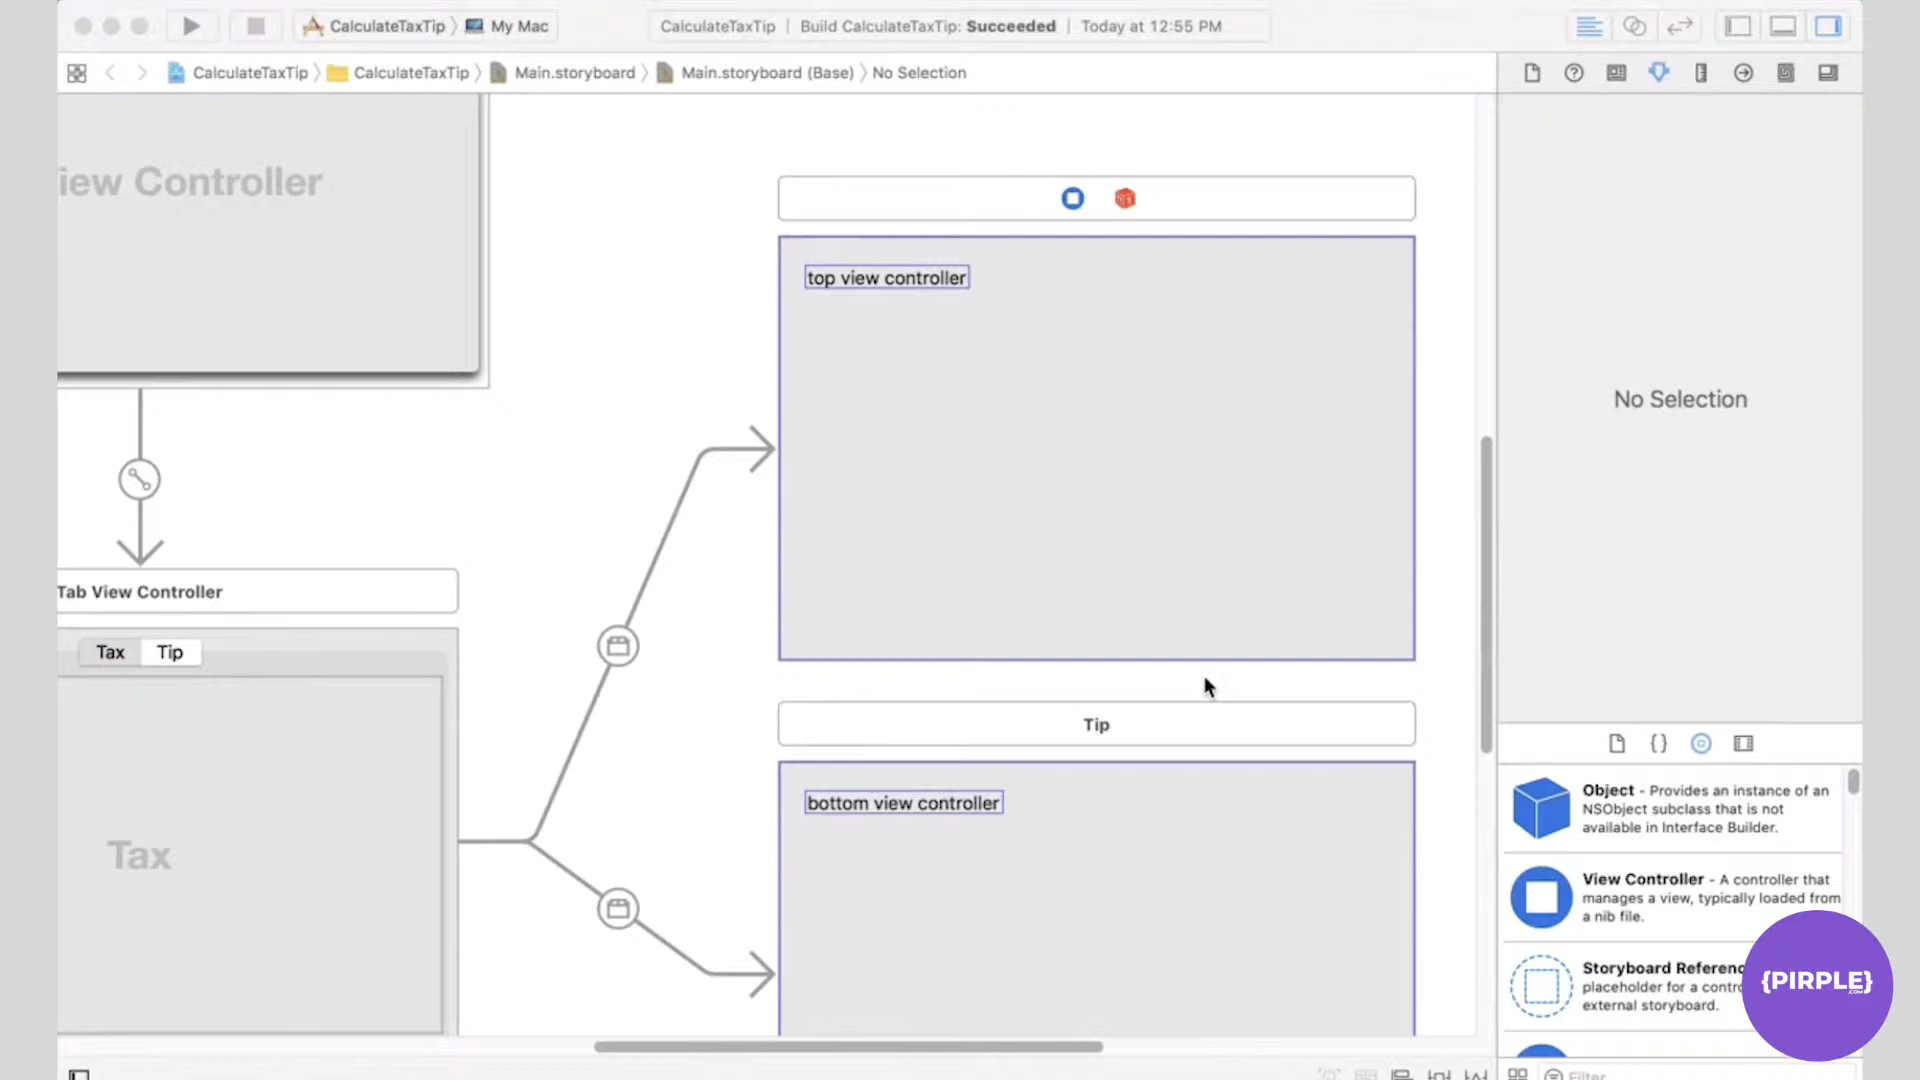 CalculateTaxTip My Mac
CalculateTaxTip | Build CalculateTaxTip: Succeeded | Today at 12:55 PM
CalculateTaxTip CalculateTaxTip Main.storyboard Main.storyboard (Base) No Selection
iew Controller
top view controller
No Selection
Tab View Controller
Tax Tip
Tip
bottom view controller
Tax
Object - Provides an instance of an
NSObject subclass that is not
available in Interface Builder.
View Controller - A controller that
manages a view, typically loaded from
a nib file.
Storyboard Referenc
placeholder for a contro
external storyboard.
{PIRPLE}
.COM
Filter